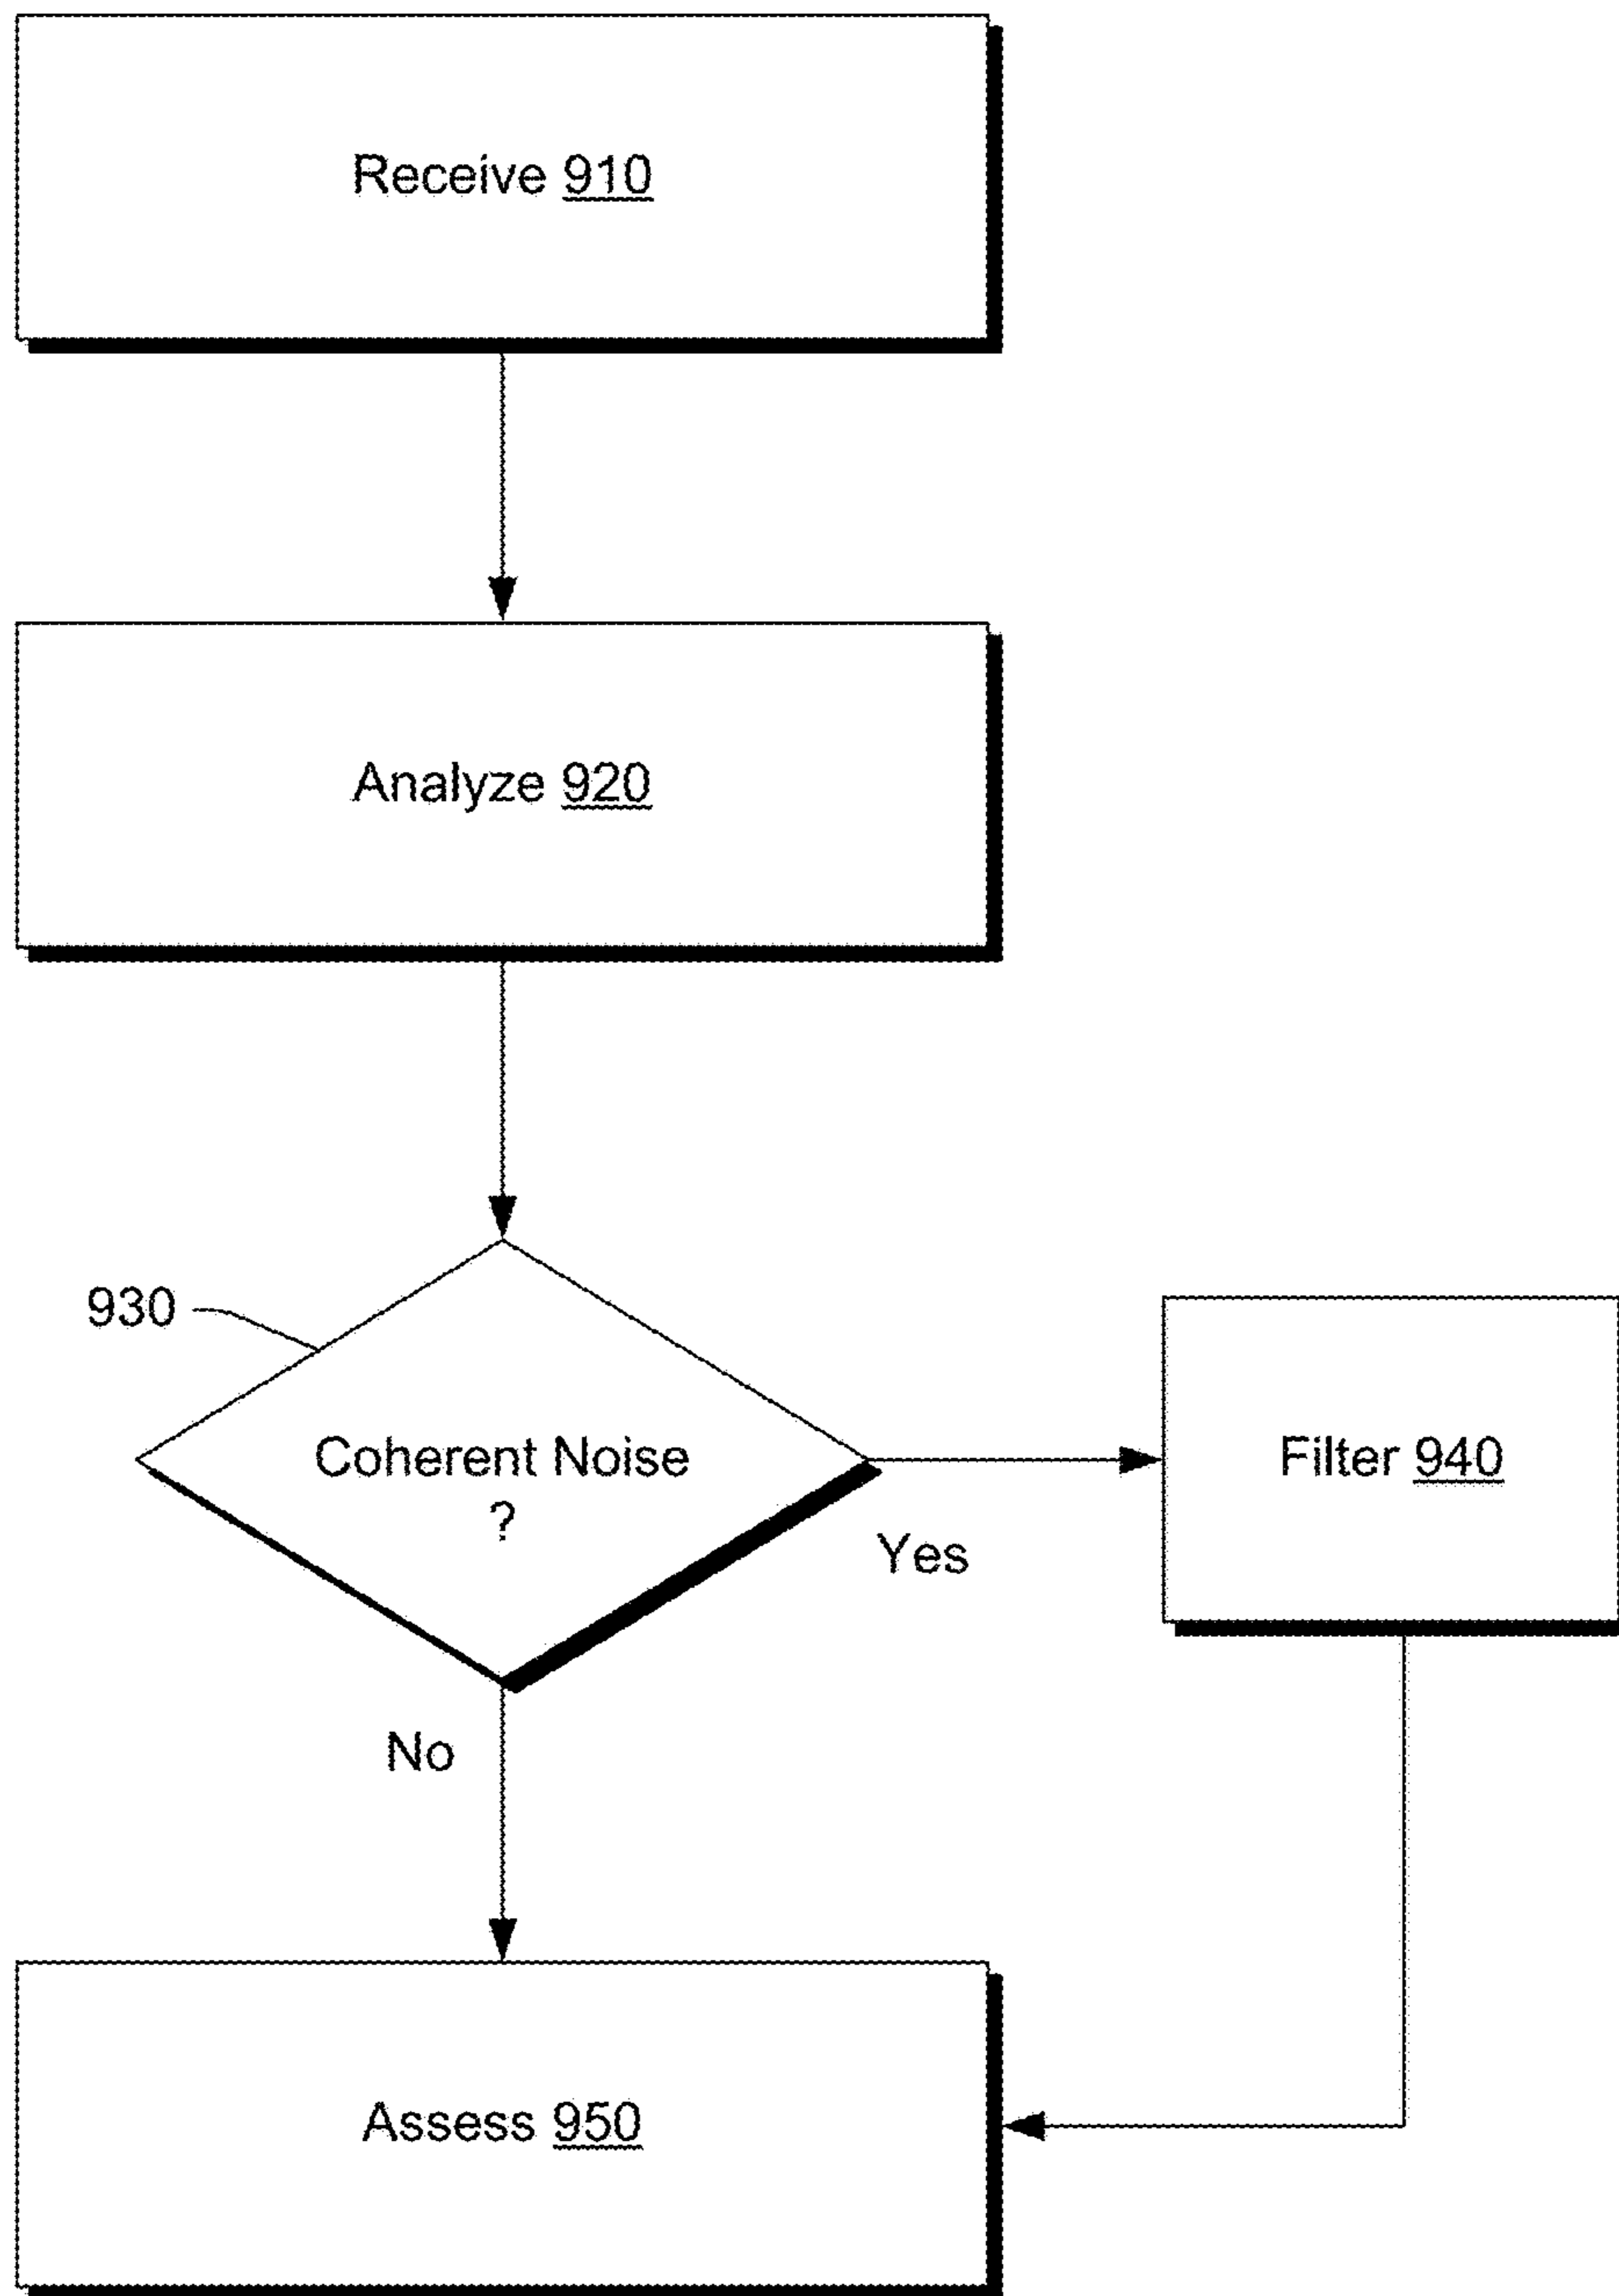 Receive 910
Analyze 920
930
Coherent Noise
?
Yes
Filter 940
No
Assess 950